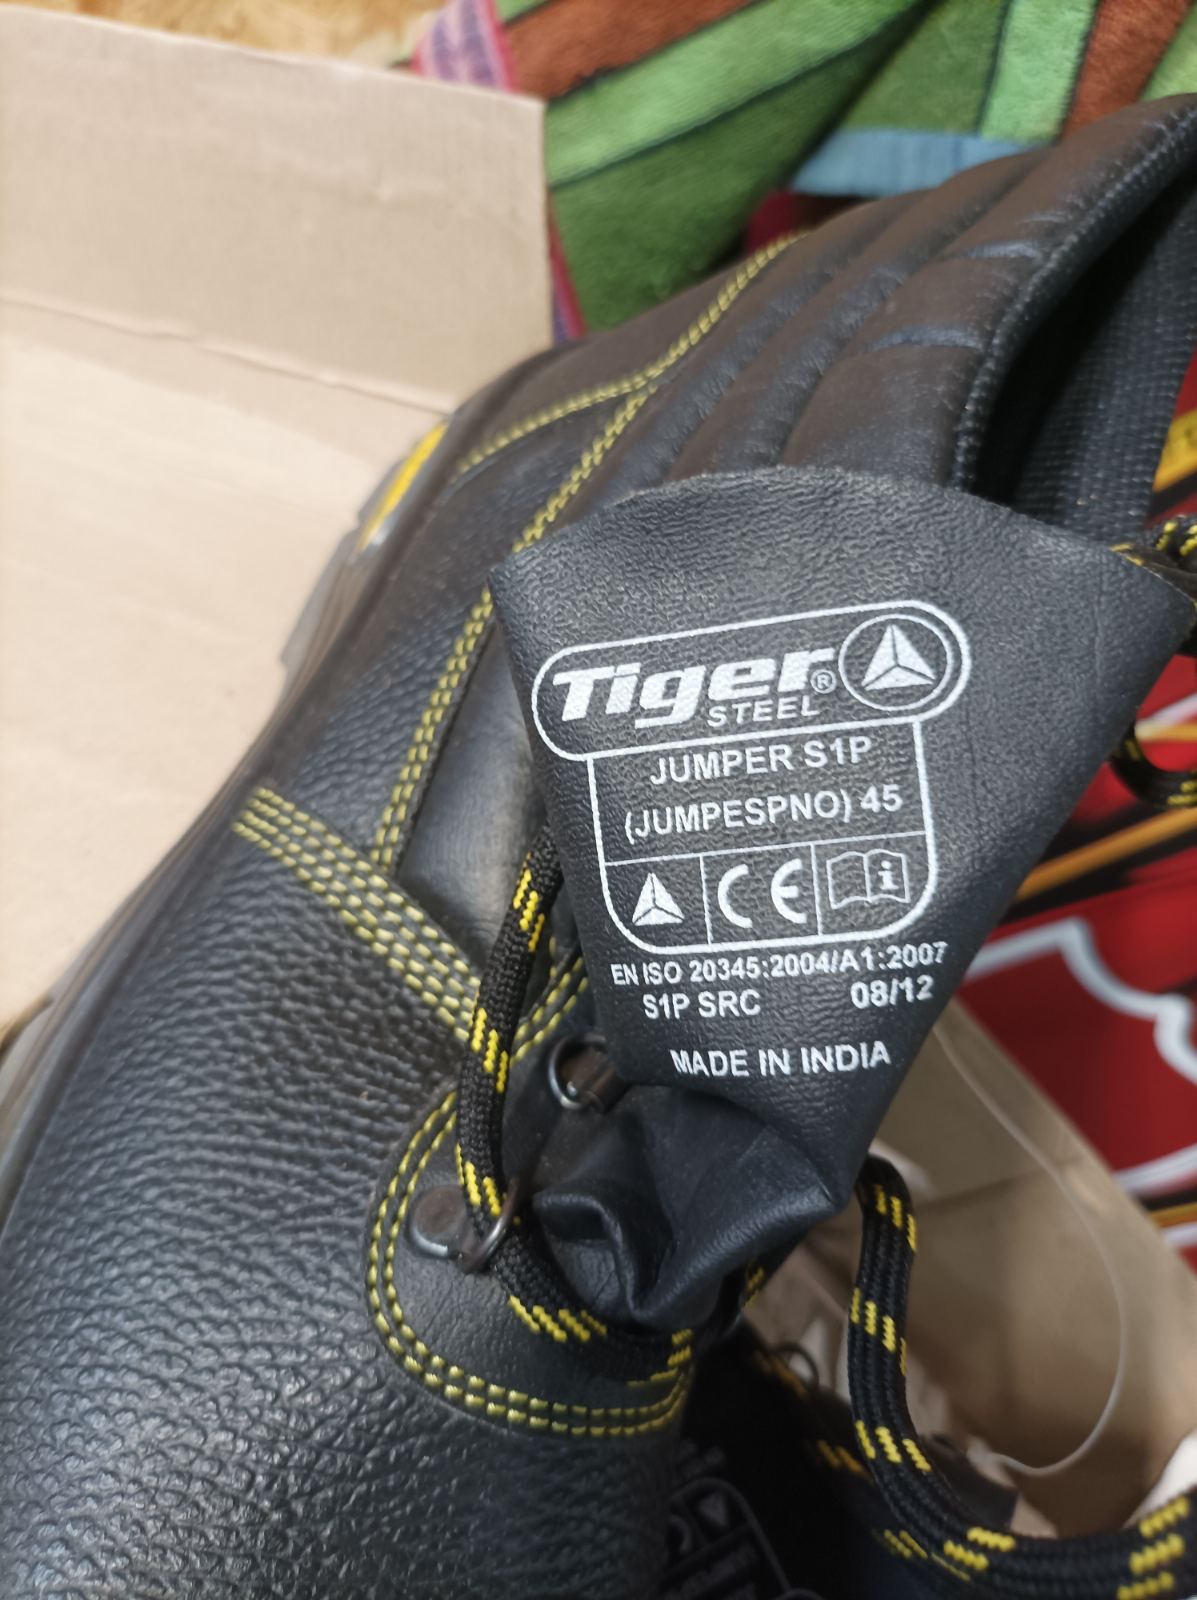 Tiger®
STEEL
JUMPER S1P
(JUMPESPNO) 45
CE
i
EN ISO 20345:2004/A1:2007
S1P SRC 08/12
MADE IN INDIA